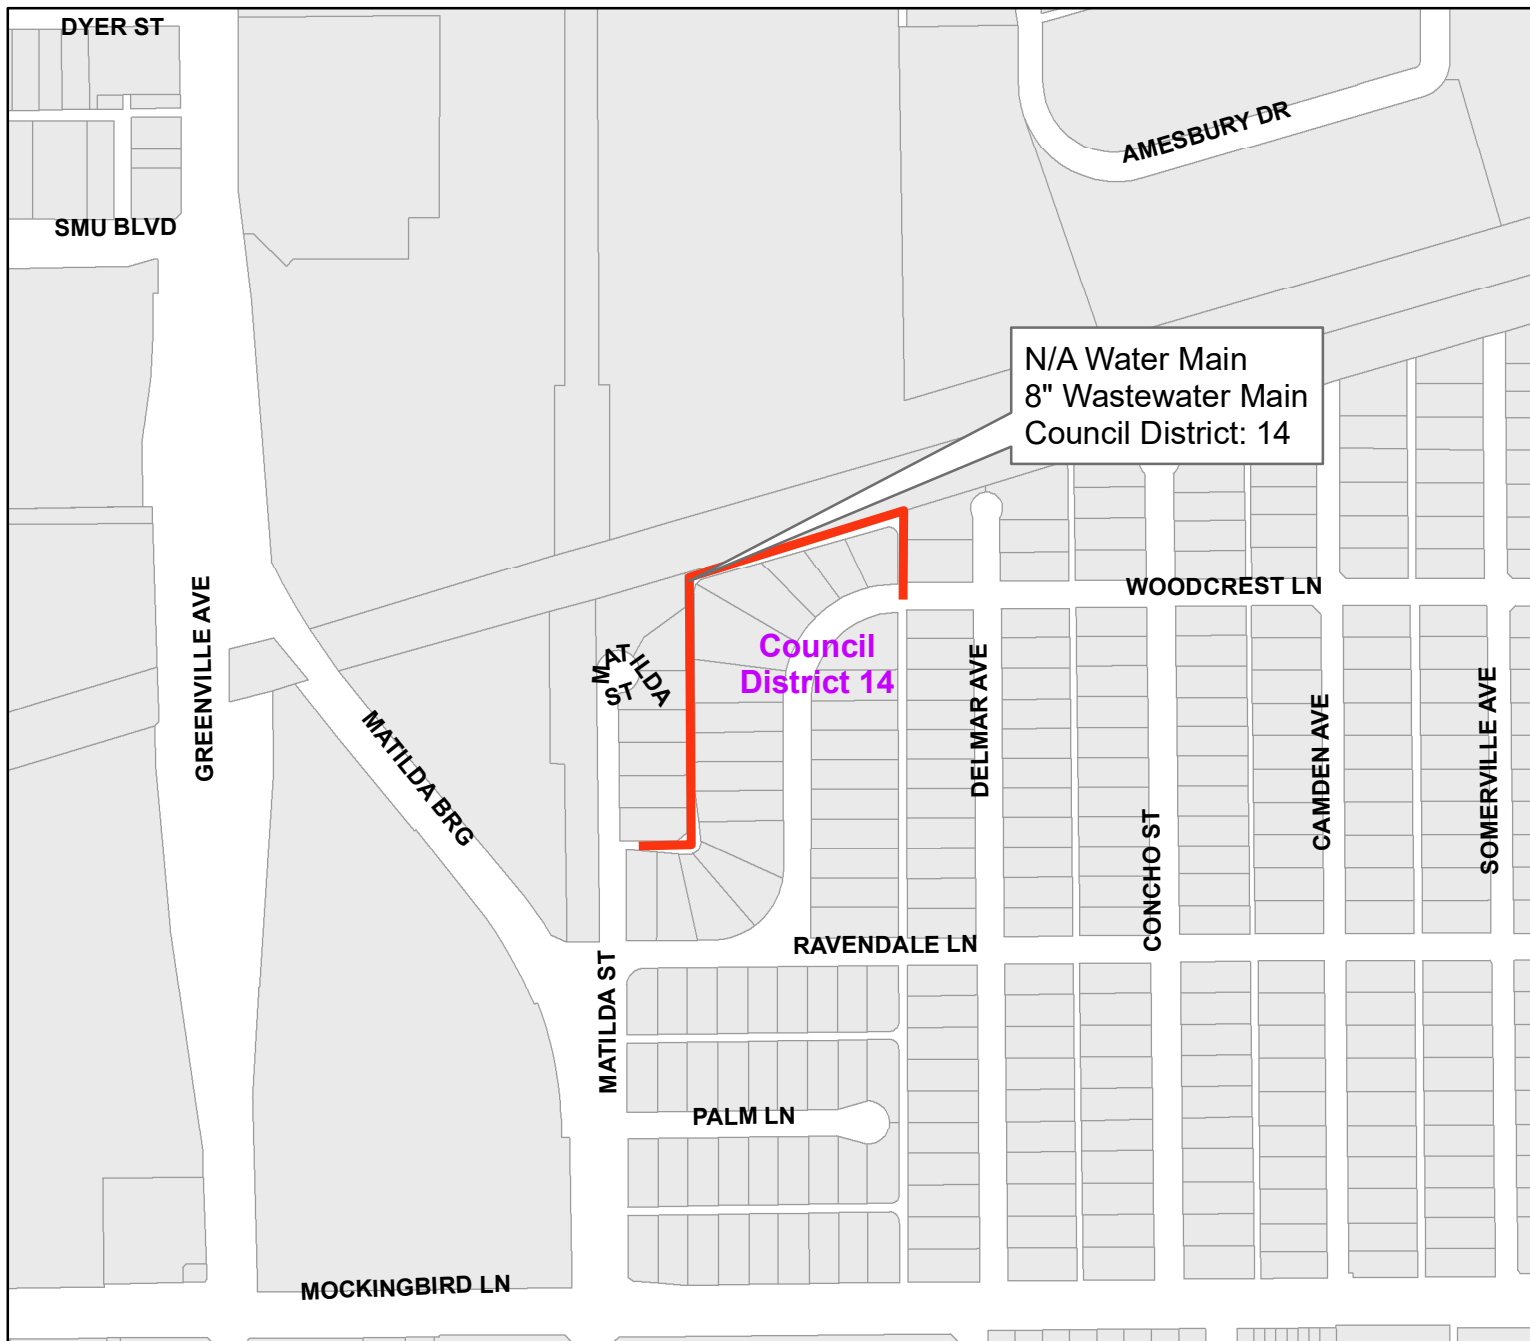 DYER ST
AMESBURY DR
SMU BLVD
N/A Water Main
8" Wastewater Main
Council District: 14
WOODCREST LN
GREENVILLE AVE
MATILDA
ST
Council
District 14
DELMAR AVE
MATILDA BRG
CAMDEN AVE
SOMERVILLE AVE
CONCHO ST
RAVENDALE LN
MATILDA ST
PALM LN
MOCKINGBIRD LN